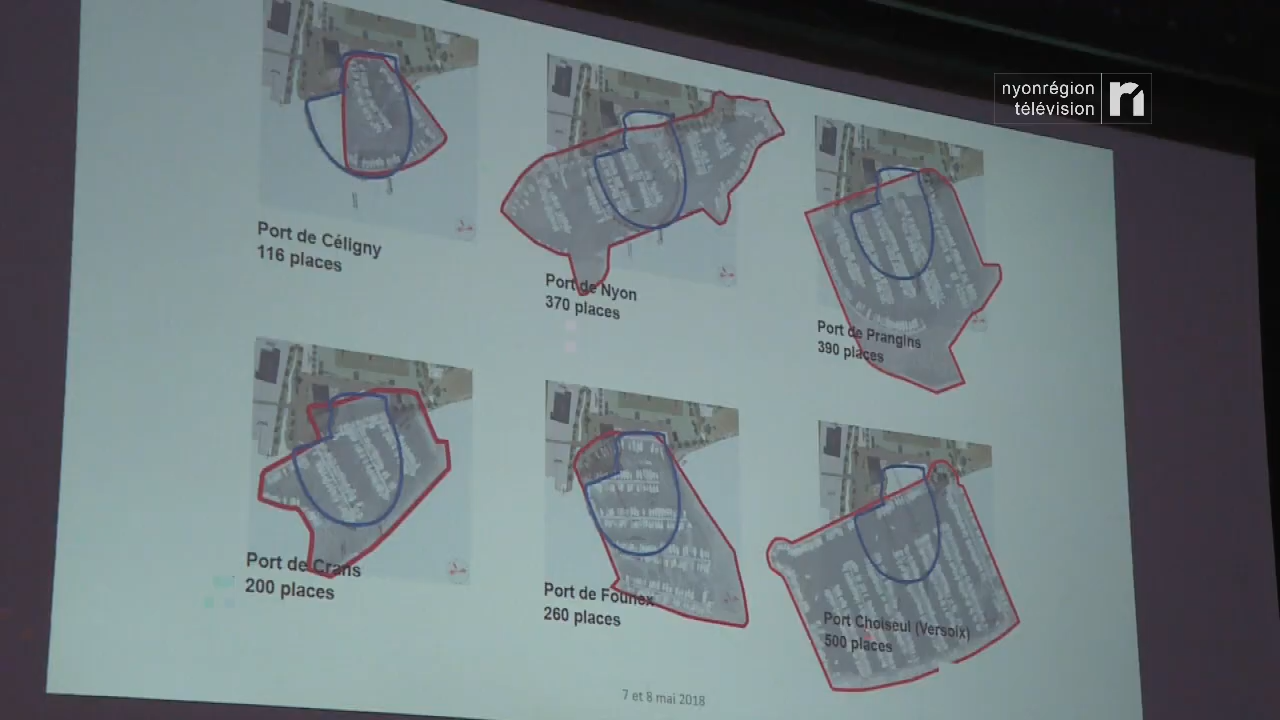 nyonrégion
télévision
Port de Céligny
116 places
Port de Nyon
370 places
Port de Prangins
390 places
Port de Crans
200 places
Port de Founex
260 places
Port Choiseul (Versoix)
500 places
7 et 8 mai 2018